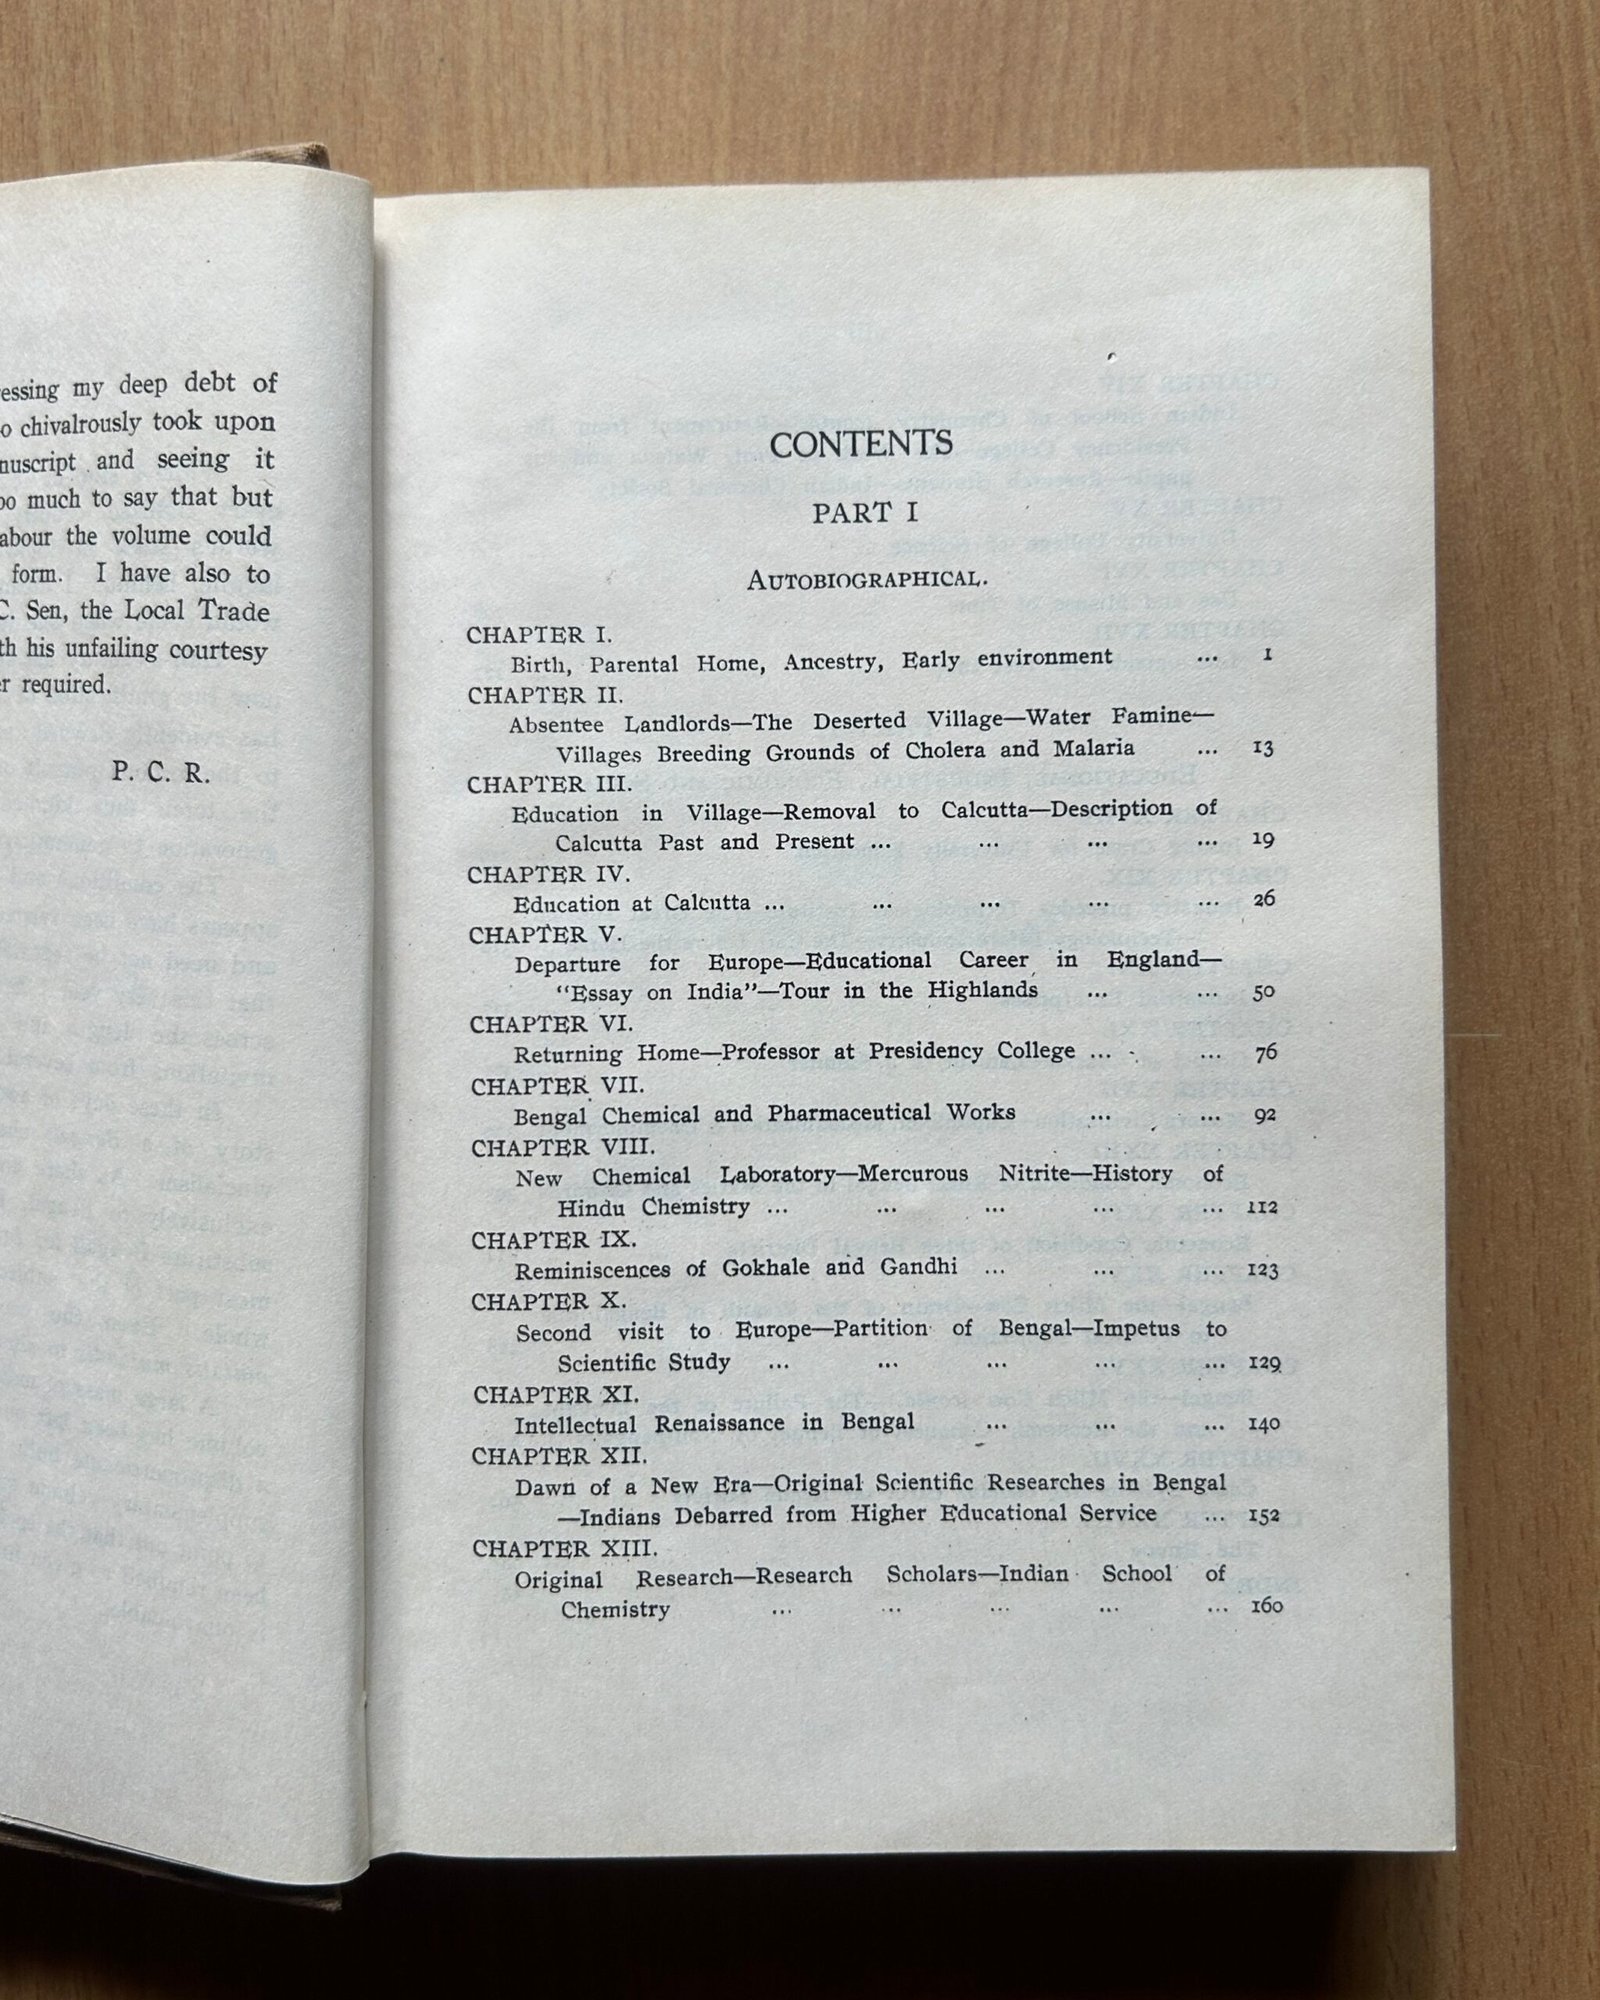 essing my deep debt of
o chivalrously took upon
nuscript and seeing it
oo much to say that but
abour the volume could
form. I have also to
C. Sen, the Local Trade
th his unfailing courtesy
er required.
P. C. R.
CONTENTS
PART I
AUTOBIOGRAPHICAL.
CHAPTER I.
Birth, Parental Home, Ancestry, Early environment ... 1
CHAPTER II.
Absentee Landlords—The Deserted Village—Water Famine—
Villages Breeding Grounds of Cholera and Malaria ... 13
CHAPTER III.
Education in Village—Removal to Calcutta—Description of
Calcutta Past and Present ... ... ... ... 19
CHAPTER IV.
Education at Calcutta ... ... ... ... ... 26
CHAPTER V.
Departure for Europe—Educational Career in England—
"Essay on India"—Tour in the Highlands ... ... 50
CHAPTER VI.
Returning Home—Professor at Presidency College ... ... 76
CHAPTER VII.
Bengal Chemical and Pharmaceutical Works ... ... 92
CHAPTER VIII.
New Chemical Laboratory—Mercurous Nitrite—History of
Hindu Chemistry ... ... ... ... ... 112
CHAPTER IX.
Reminiscences of Gokhale and Gandhi ... ... ... 123
CHAPTER X.
Second visit to Europe—Partition of Bengal—Impetus to
Scientific Study ... ... ... ... ... 129
CHAPTER XI.
Intellectual Renaissance in Bengal ... ... ... 140
CHAPTER XII.
Dawn of a New Era—Original Scientific Researches in Bengal
—Indians Debarred from Higher Educational Service ... 152
CHAPTER XIII.
Original Research—Research Scholars—Indian School of
Chemistry ... ... ... ... ... 160